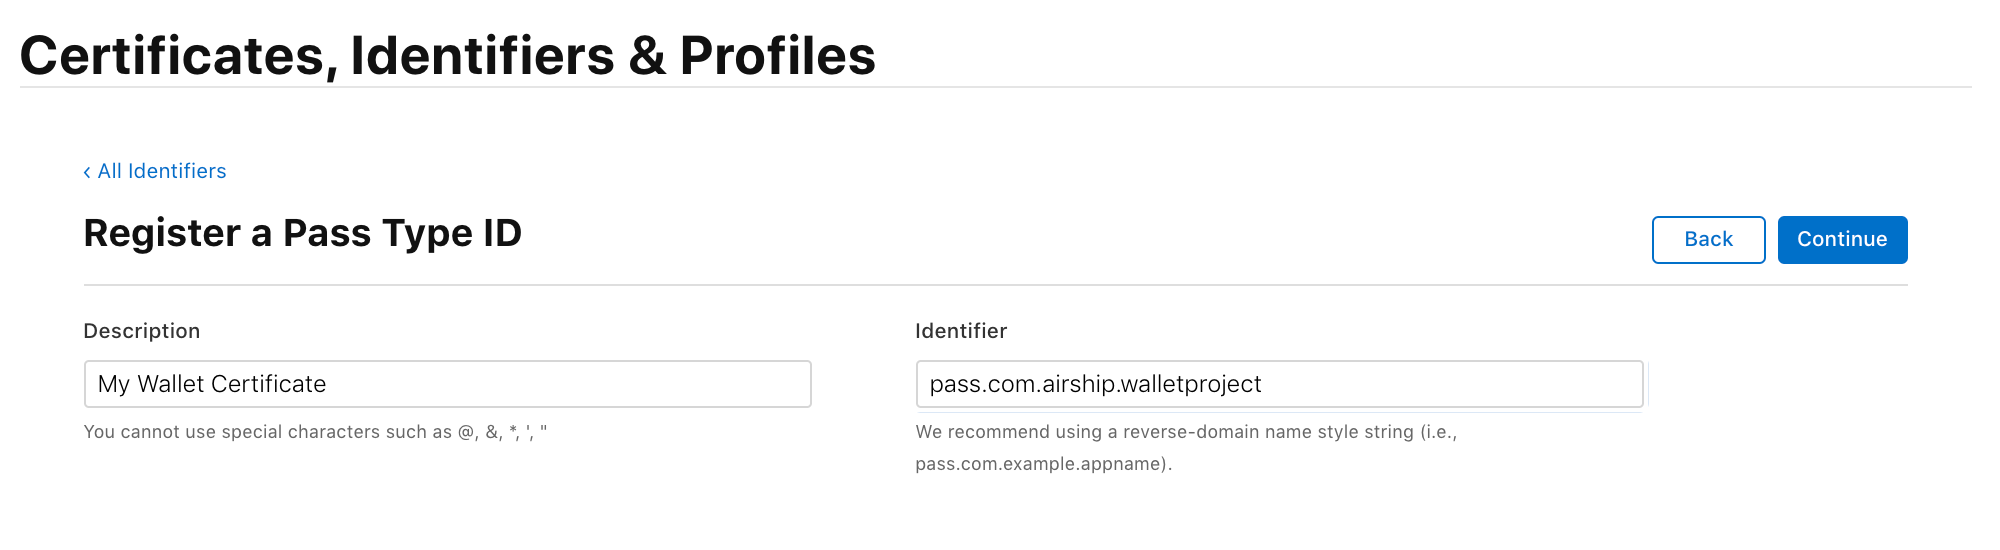 Certificates, Identifiers & Profiles
‹ All Identifiers
Register a Pass Type ID
Back
Continue
Description
Identifier
My Wallet Certificate
pass.com.airship.walletproject
You cannot use special characters such as @, &, *, ', "
We recommend using a reverse-domain name style string (i.e.,
pass.com.example.appname).